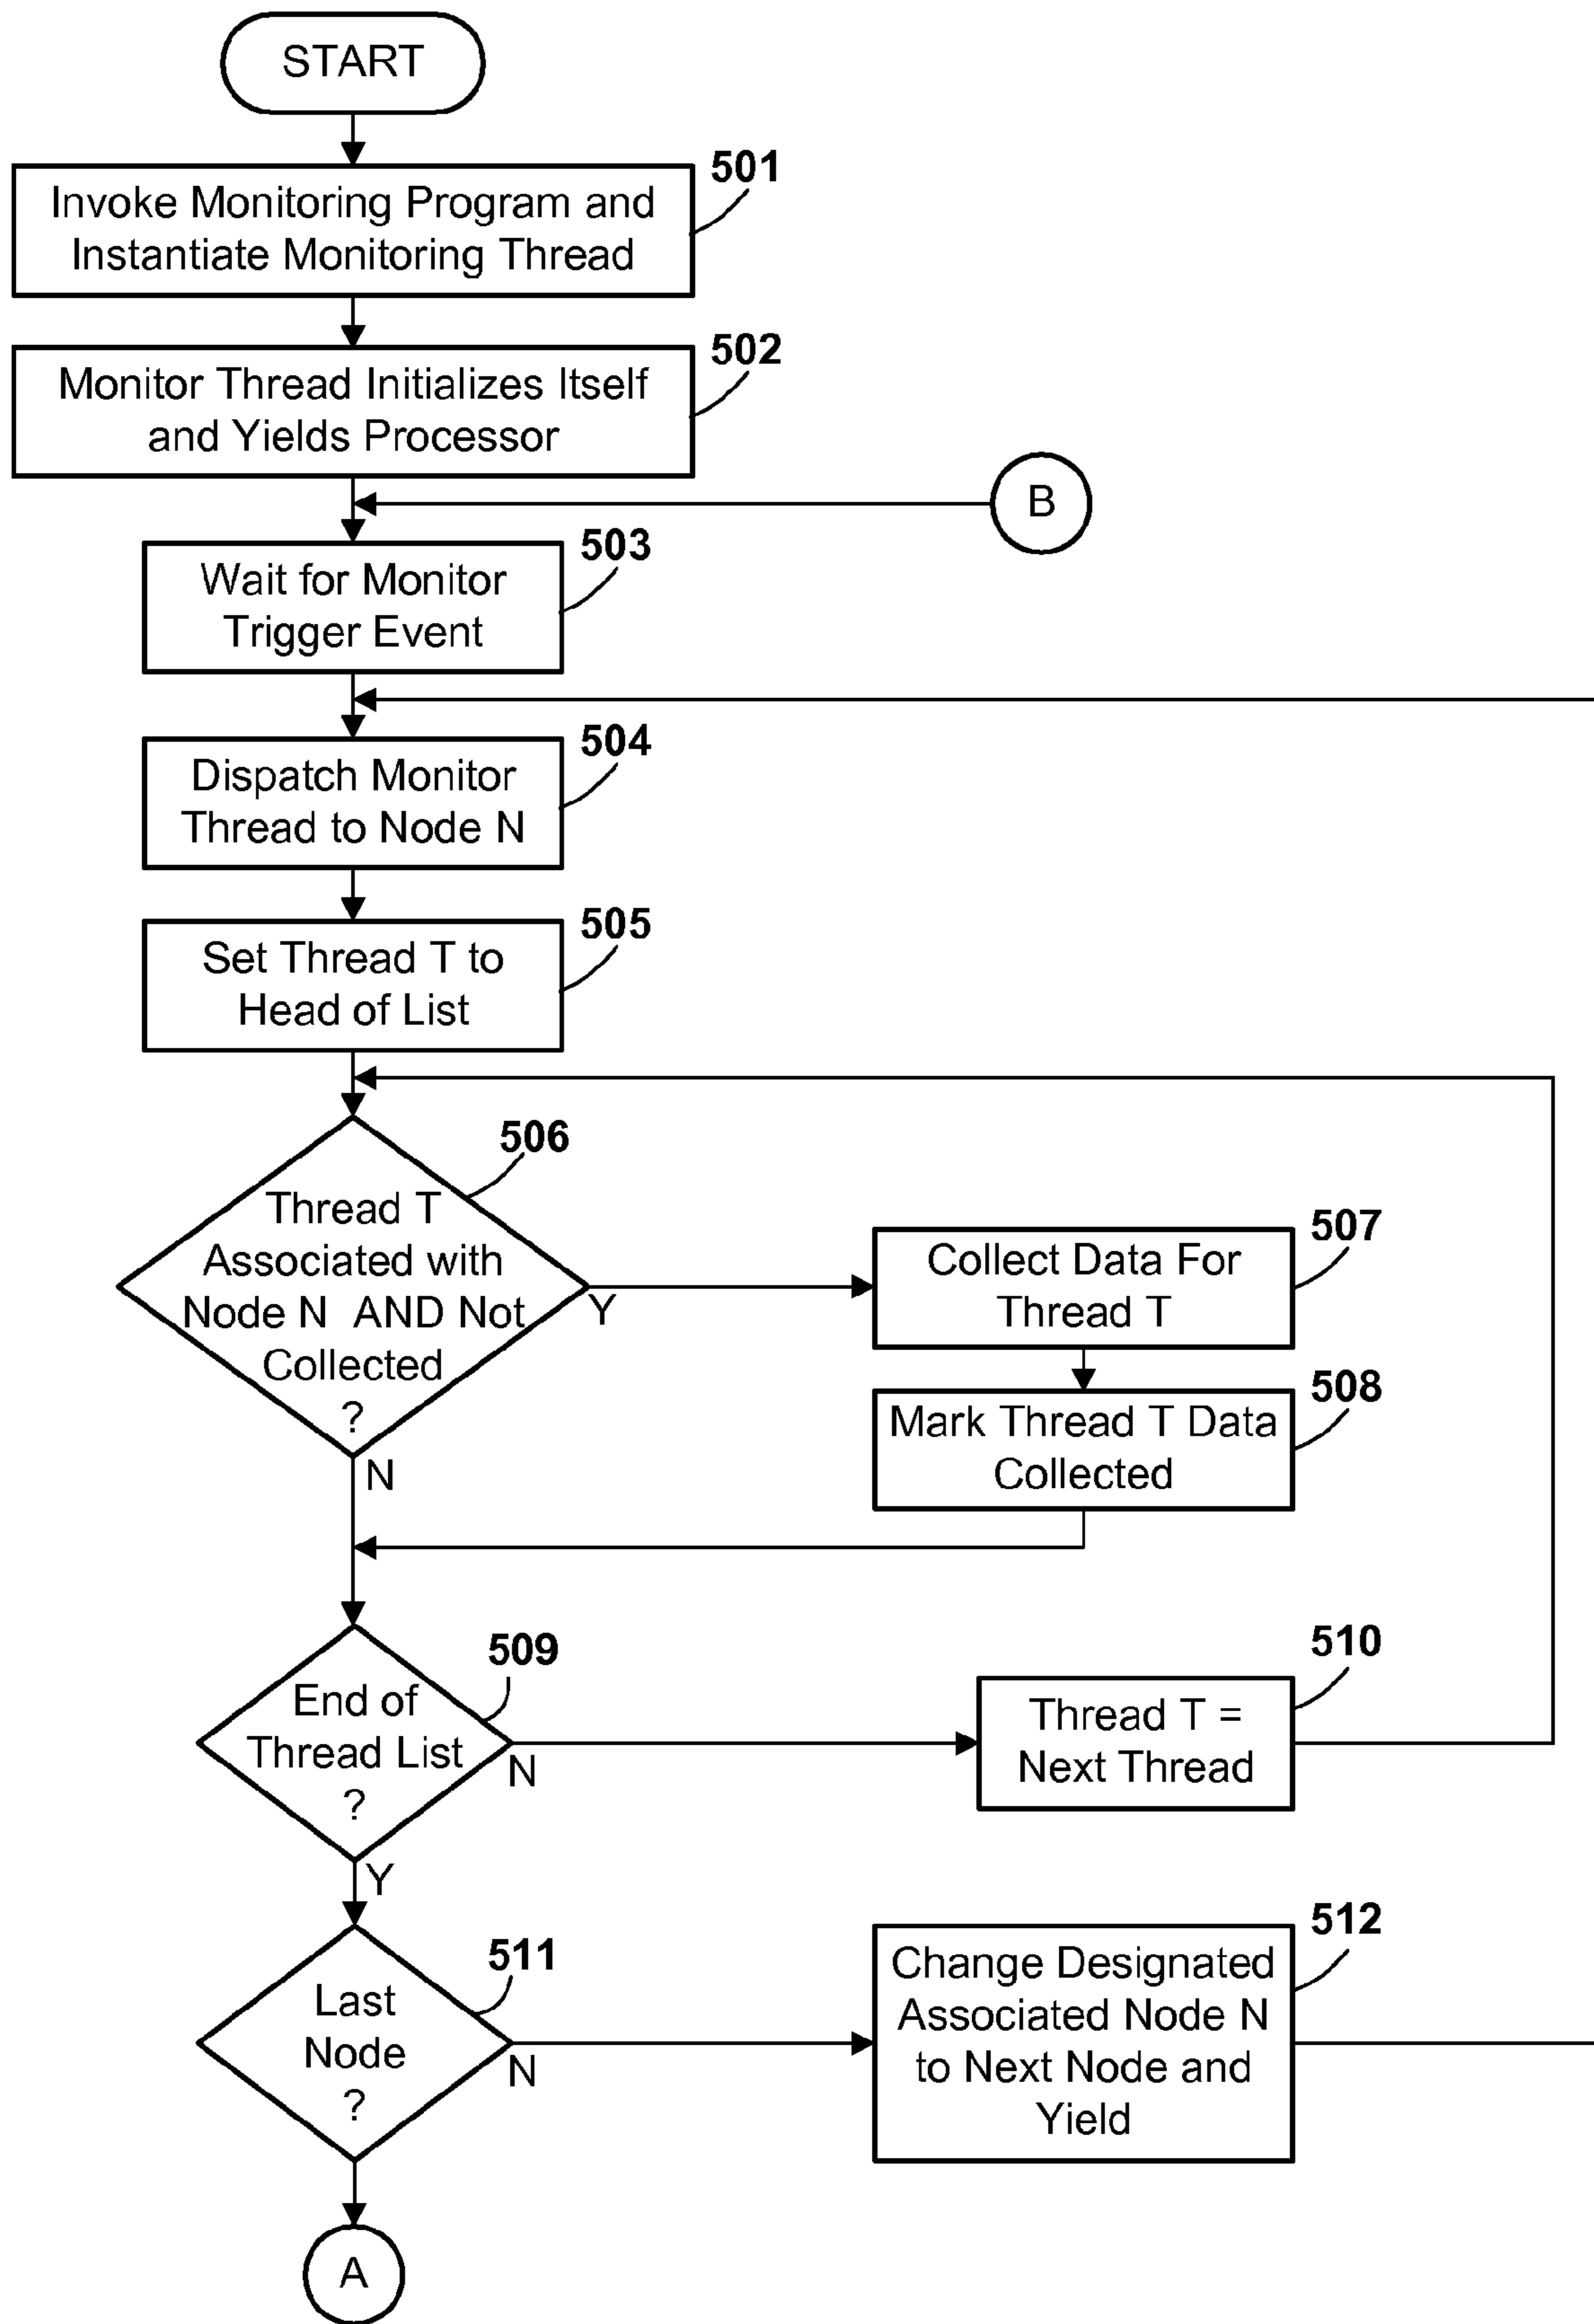 START
501
Invoke Monitoring Program and
Instantiate Monitoring Thread
502
Monitor Thread Initializes Itself
and Yields Processor
B
503
Wait for Monitor
Trigger Event
504
Dispatch Monitor
Thread to Node N
505
Set Thread T to
Head of List
506
Thread T
Associated with
Node N AND Not
Collected
?
Y
N
507
Collect Data For
Thread T
508
Mark Thread T Data
Collected
509
End of
Thread List
?
N
Y
510
Thread T =
Next Thread
511
Last
Node
?
N
512
Change Designated
Associated Node N
to Next Node and
Yield
A